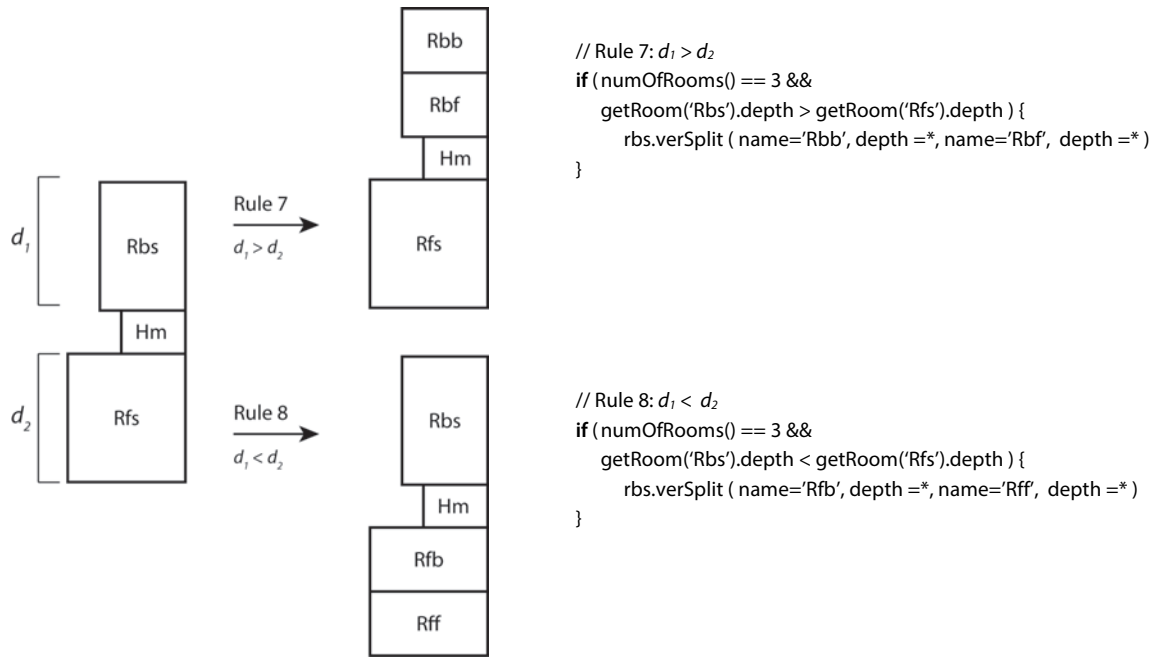 Rbb
Rbf
Hm
Rfs
d₁
Rbs
Hm
d₂
Rfs
Rule 7
d₁ > d₂
Rule 8
d₁ < d₂
Rbs
Hm
Rfb
Rff
// Rule 7: d₁ > d₂
if ( numOfRooms() == 3 &&
getRoom(‘Rbs’).depth > getRoom(‘Rfs’).depth ) {
rbs.verSplit ( name=‘Rbb’, depth =*, name=‘Rbf’, depth =* )
}
// Rule 8: d₁ < d₂
if ( numOfRooms() == 3 &&
getRoom(‘Rbs’).depth < getRoom(‘Rfs’).depth ) {
rbs.verSplit ( name=‘Rfb’, depth =*, name=‘Rff’, depth =* )
}